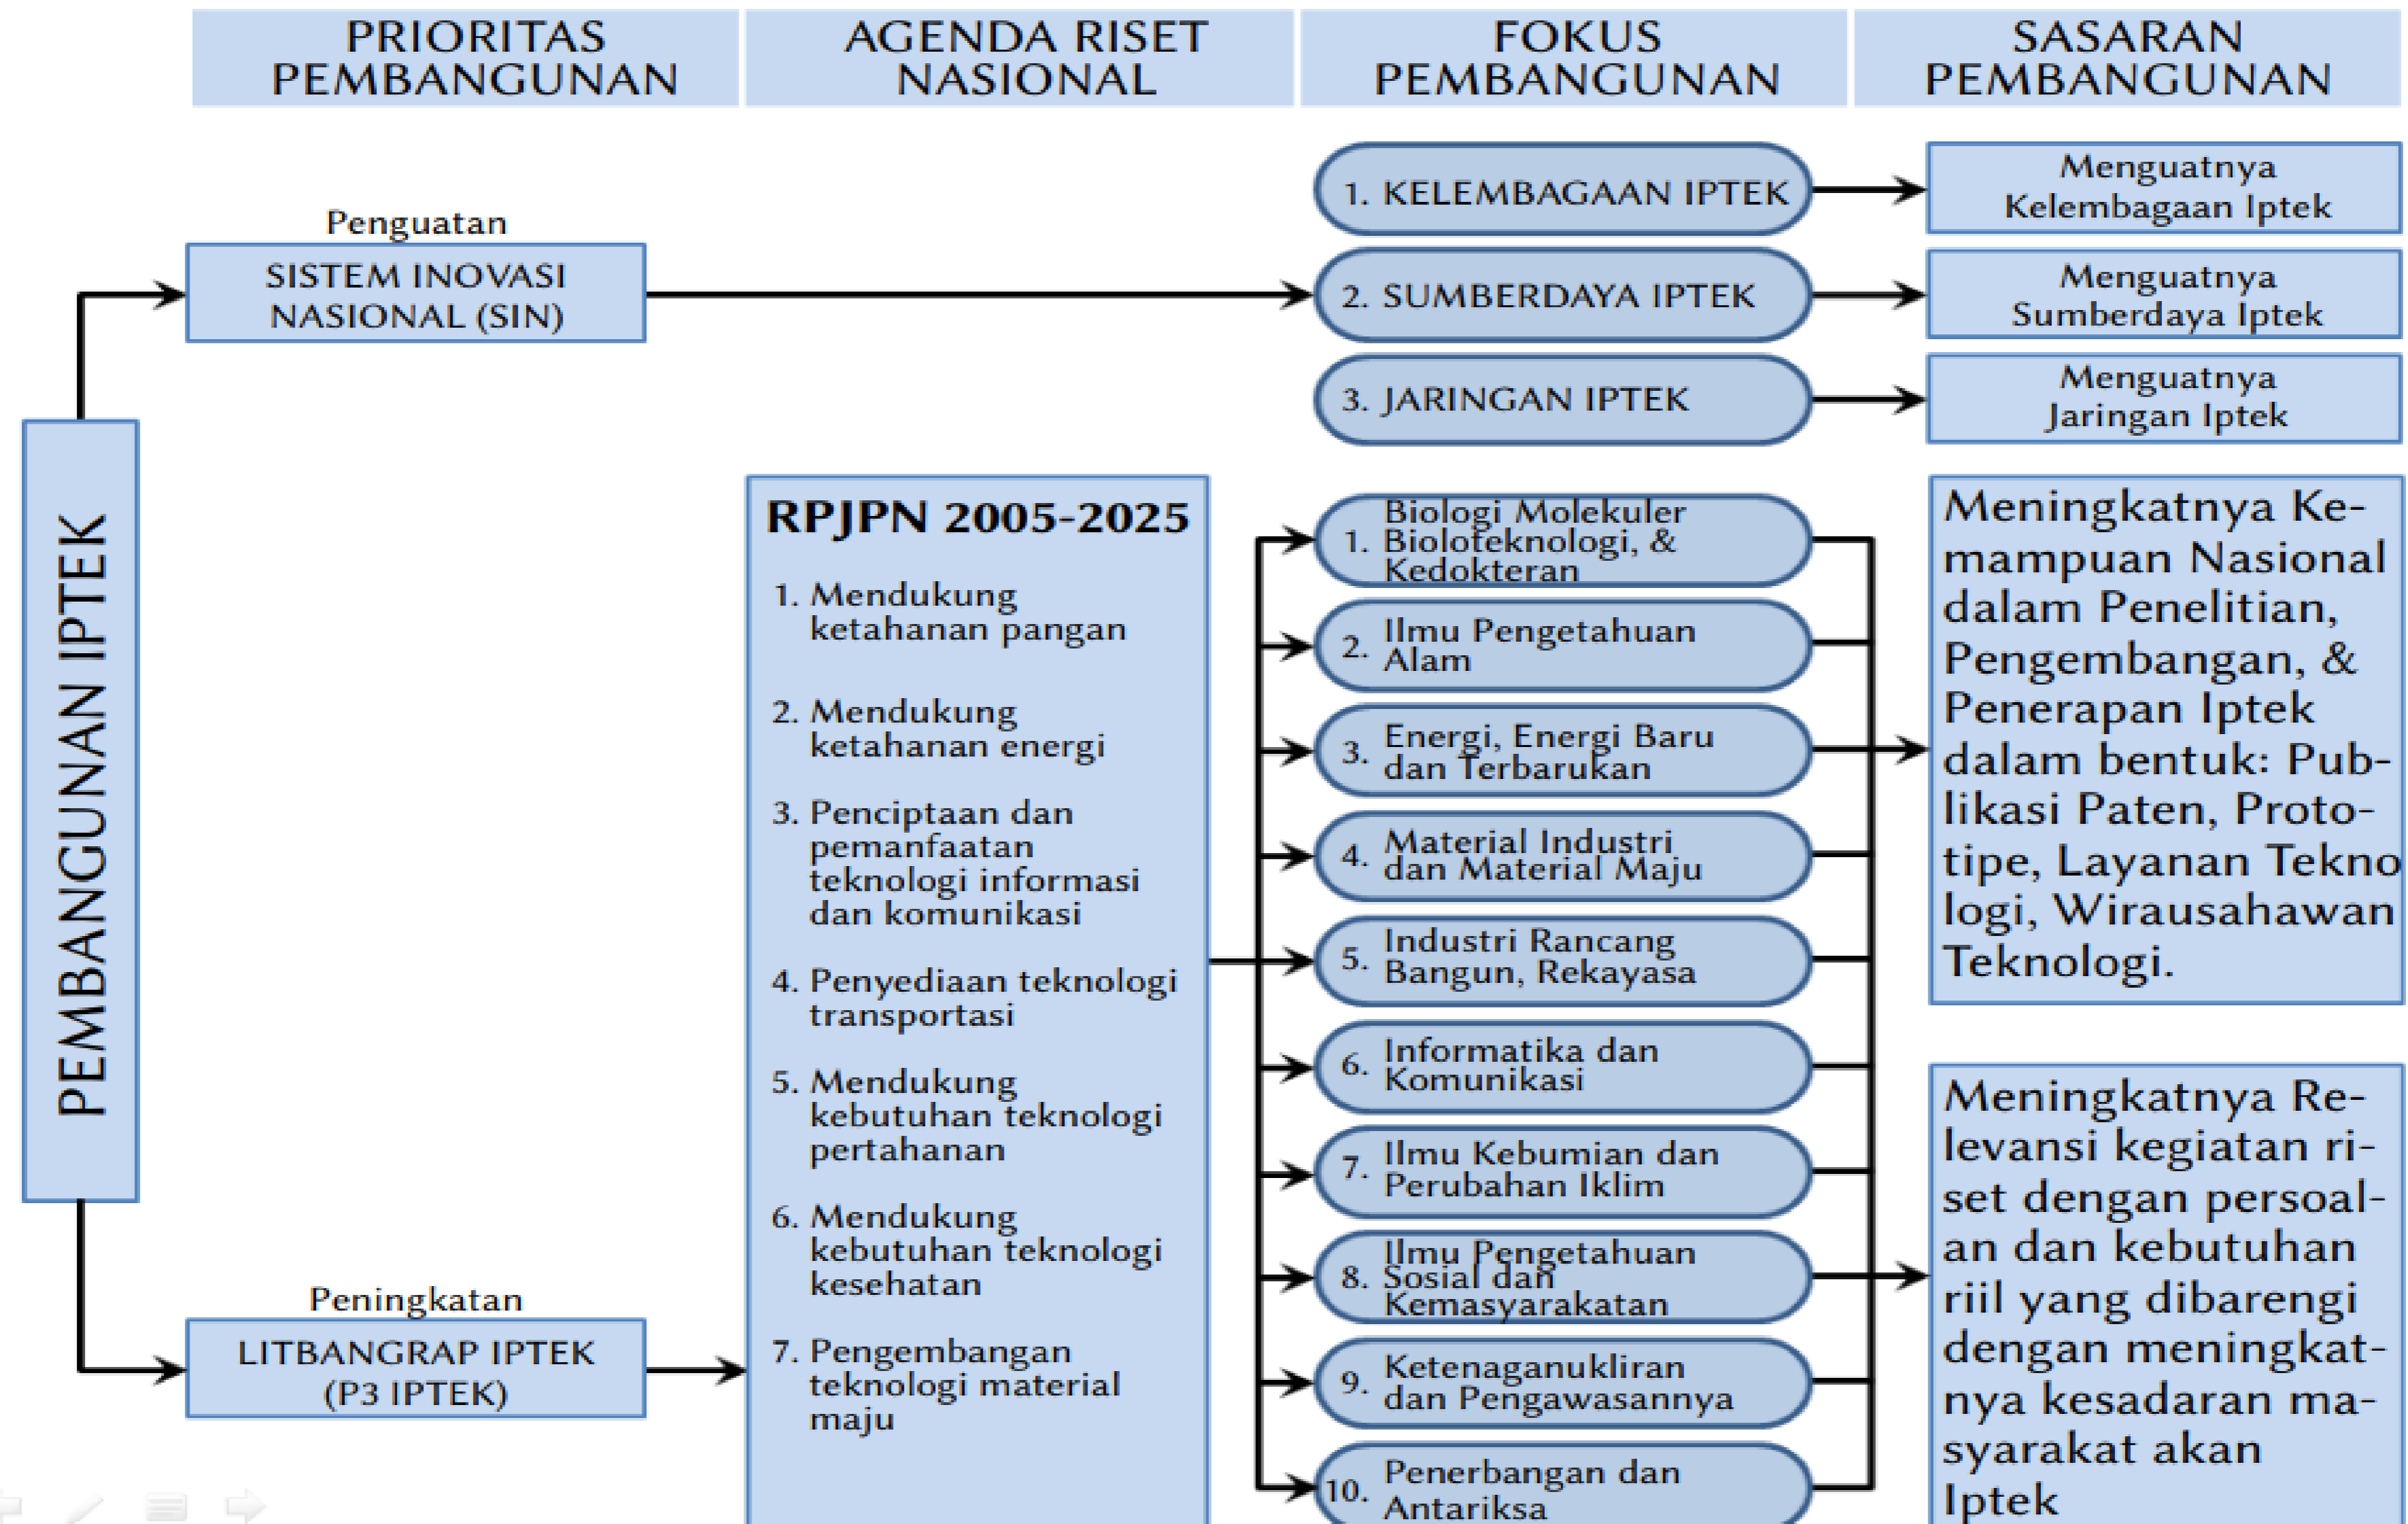 PRIORITAS
PEMBANGUNAN
AGENDA RISET
NASIONAL
FOKUS
PEMBANGUNAN
SASARAN
PEMBANGUNAN
PEMBANGUNAN IPTEK
Penguatan
SISTEM INOVASI
NASIONAL (SIN)
1. KELEMBAGAAN IPTEK
2. SUMBERDAYA IPTEK
3. JARINGAN IPTEK
Menguatnya
Kelembagaan Iptek
Menguatnya
Sumberdaya Iptek
Menguatnya
Jaringan Iptek
Peningkatan
LITBANGRAP IPTEK
(P3 IPTEK)
RPJPN 2005-2025
1. Mendukung
ketahanan pangan
2. Mendukung
ketahanan energi
3. Penciptaan dan
pemanfaatan
teknologi informasi
dan komunikasi
4. Penyediaan teknologi
transportasi
5. Mendukung
kebutuhan teknologi
pertahanan
6. Mendukung
kebutuhan teknologi
kesehatan
7. Pengembangan
teknologi material
maju
1. Biologi Molekuler
Bioloteknologi, &
Kedokteran
2. Ilmu Pengetahuan
Alam
3. Energi, Energi Baru
dan Terbarukan
4. Material Industri
dan Material Maju
5. Industri Rancang
Bangun, Rekayasa
6. Informatika dan
Komunikasi
7. Ilmu Kebumian dan
Perubahan Iklim
8. Ilmu Pengetahuan
Sosial dan
Kemasyarakatan
9. Ketenaganukliran
dan Pengawasannya
10. Penerbangan dan
Antariksa
Meningkatnya Ke-
mampuan Nasional
dalam Penelitian,
Pengembangan, &
Penerapan Iptek
dalam bentuk: Pub-
likasi Paten, Proto-
tipe, Layanan Tekno
logi, Wirausahawan
Teknologi.
Meningkatnya Re-
levansi kegiatan ri-
set dengan persoal-
an dan kebutuhan
riil yang dibarengi
dengan meningkat-
nya kesadaran ma-
syarakat akan
Iptek